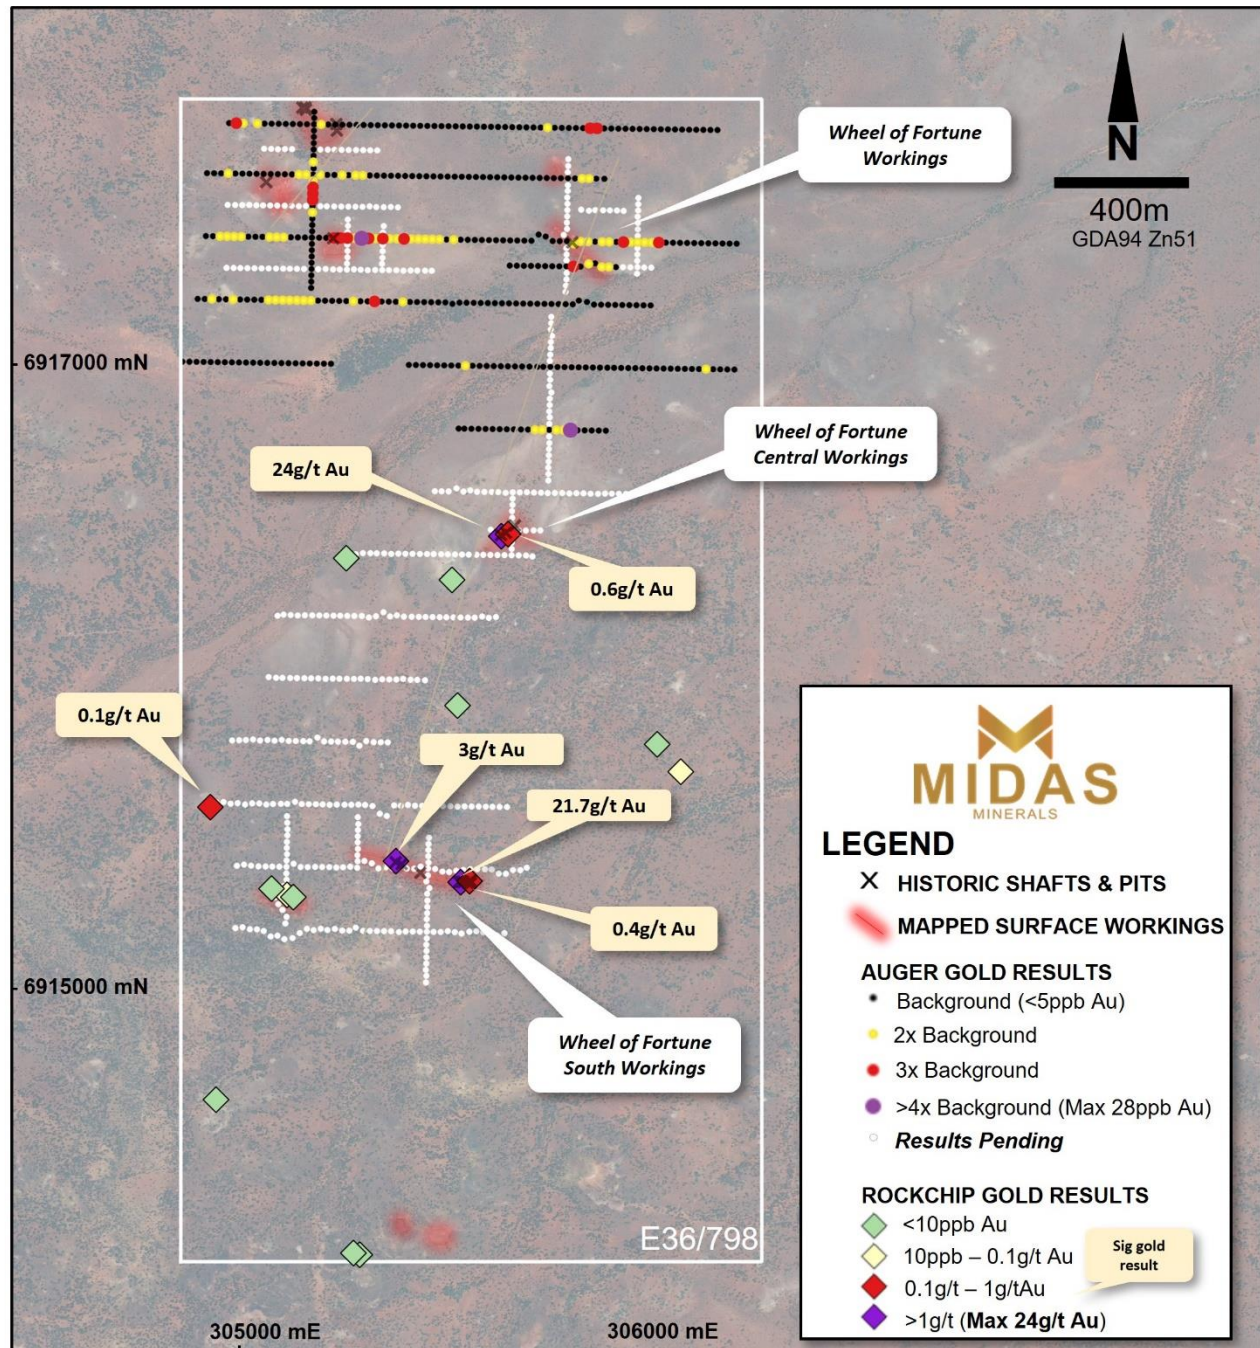 Wheel of Fortune
Workings
N
400m
GDA94 Zn51
6917000 mN
Wheel of Fortune
Central Workings
24g/t Au
0.6g/t Au
0.1g/t Au
3g/t Au
21.7g/t Au
0.4g/t Au
6915000 mN
Wheel of Fortune
South Workings
E36/798
305000 mE
306000 mE
MIDAS
MINERALS
LEGEND
HISTORIC SHAFTS & PITS
MAPPED SURFACE WORKINGS
AUGER GOLD RESULTS
Background (<5ppb Au)
2x Background
3x Background
>4x Background (Max 28ppb Au)
Results Pending
ROCKCHIP GOLD RESULTS
<10ppb Au
10ppb – 0.1g/t Au
0.1g/t – 1g/tAu
>1g/t (Max 24g/t Au)
Sig gold
result